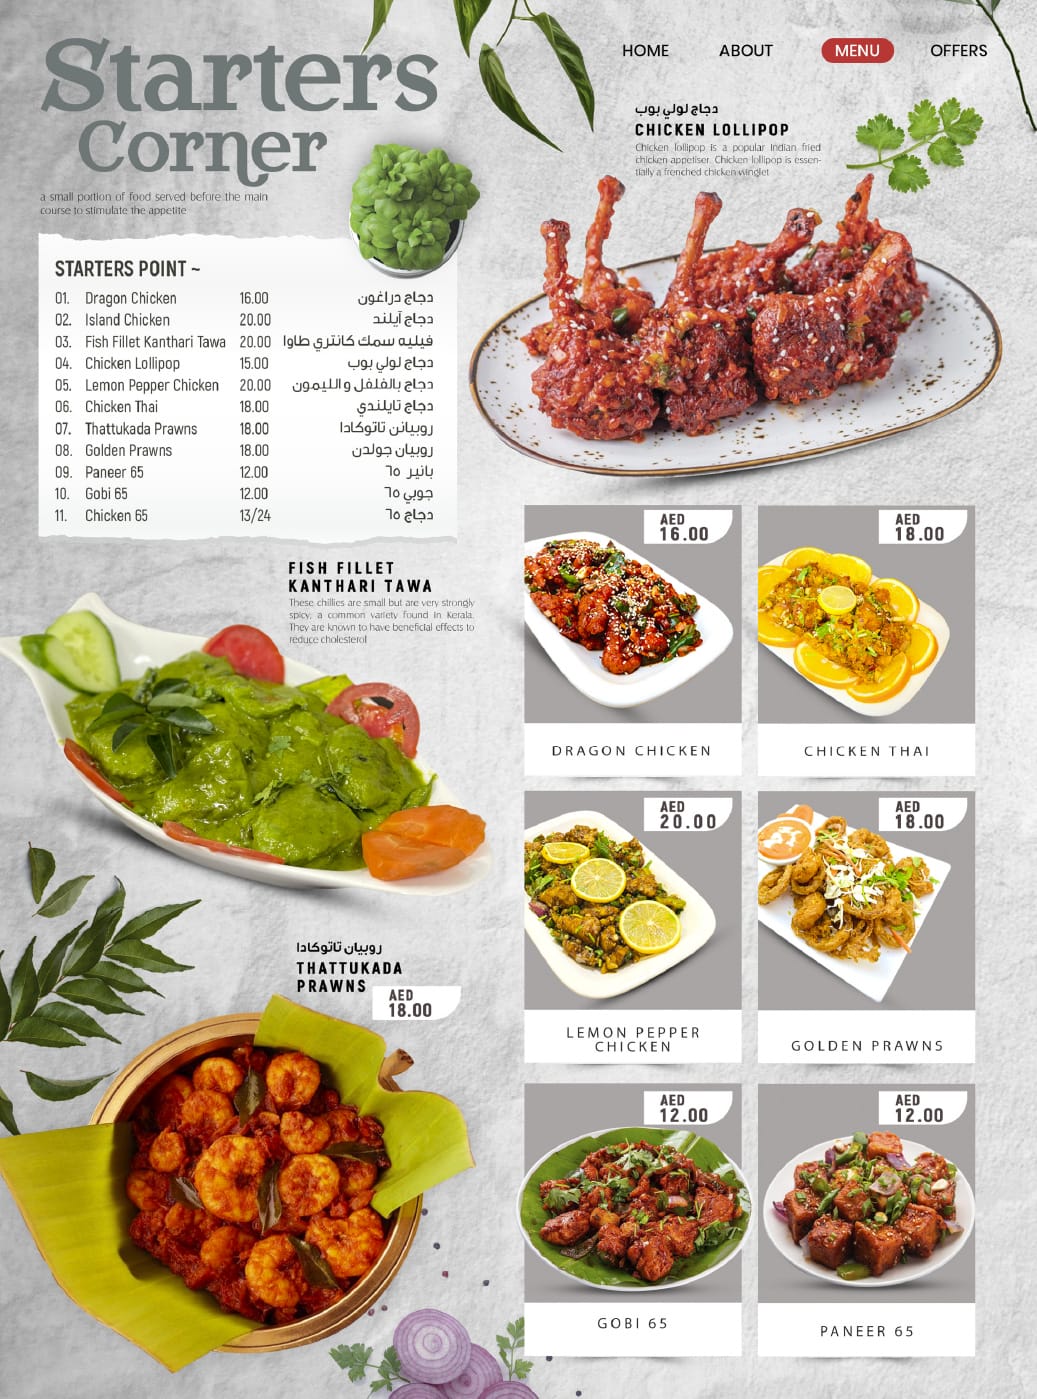 HOME ABOUT MENU OFFERS
Starters
Corner
a small portion of food served before the main
course to stimulate the appetite
دجاج لولي بوب
CHICKEN LOLLIPOP
Chicken lollipop is a popular Indian fried
chicken appetiser. Chicken lollipop is essen-
tially a frenched chicken winglet
STARTERS POINT ~
01. Dragon Chicken 16.00 دجاج دراغون
02. Island Chicken 20.00 دجاج آيلند
03. Fish Fillet Kanthari Tawa 20.00 فيليه سمك كانتري طاوا
04. Chicken Lollipop 15.00 دجاج لولي بوب
05. Lemon Pepper Chicken 20.00 دجاج بالفلفل و الليمون
06. Chicken Thai 18.00 دجاج تايلندي
07. Thattukada Prawns 18.00 روبيانن تاتوكادا
08. Golden Prawns 18.00 روبيان جولدن
09. Paneer 65 12.00 بانير ٦٥
10. Gobi 65 12.00 جوبي ٦٥
11. Chicken 65 13/24 دجاج ٦٥
FISH FILLET
KANTHARI TAWA
These chillies are small but are very strongly
spicy, a common variety found in Kerala.
They are known to have beneficial effects to
reduce cholesterol
AED
16.00
DRAGON CHICKEN
AED
18.00
CHICKEN THAI
AED
20.00
LEMON PEPPER
CHICKEN
AED
18.00
GOLDEN PRAWNS
روبيان تاتوكادا
THATTUKADA
PRAWNS
AED
18.00
AED
12.00
GOBI 65
AED
12.00
PANEER 65